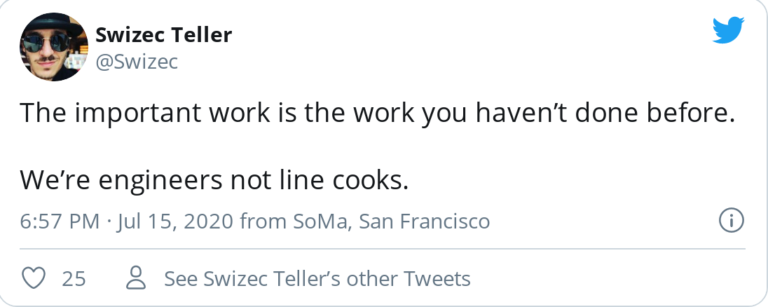 Swizec Teller
@Swizec
The important work is the work you haven’t done before.
We’re engineers not line cooks.
6:57 PM · Jul 15, 2020 from SoMa, San Francisco
25 See Swizec Teller’s other Tweets